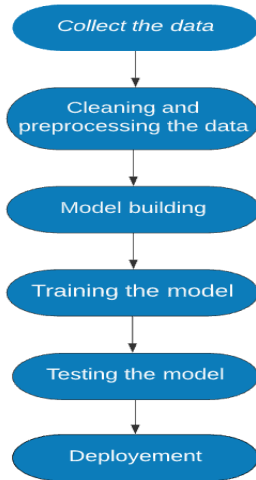 Collect the data
Cleaning and
preprocessing the data
Model building
Training the model
Testing the model
Deployement